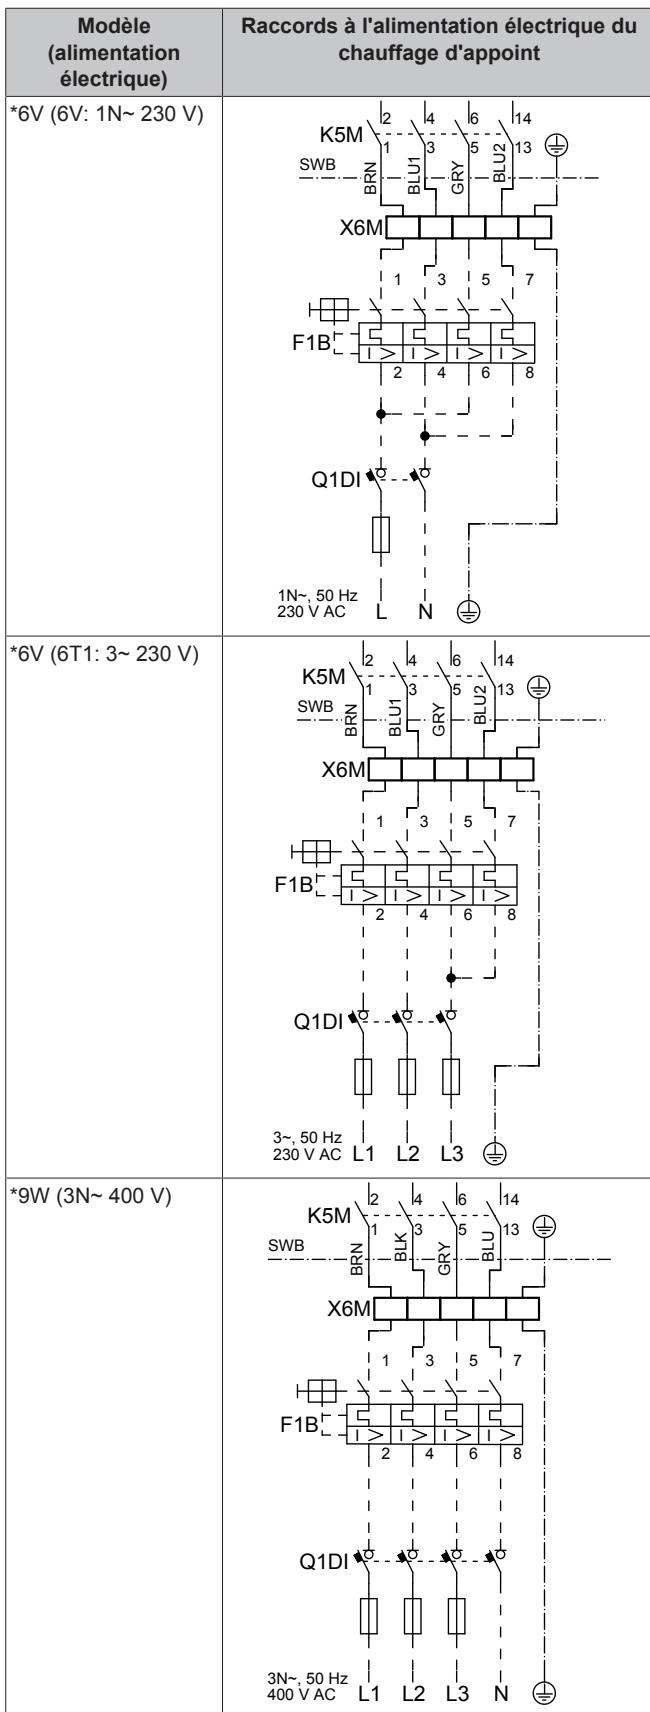 Modèle (alimentation électrique)
Raccords à l'alimentation électrique du chauffage d'appoint
*6V (6V: 1N~ 230 V)
2 4 6 14
K5M
1 3 5 13
SWB
BRN BLU1 GRY BLU2
X6M
1 3 5 7
F1B
I > I > I > I >
2 4 6 8
Q1DI
1N~, 50 Hz
230 V AC
L N
*6V (6T1: 3~ 230 V)
2 4 6 14
K5M
1 3 5 13
SWB
BRN BLU1 GRY BLU2
X6M
1 3 5 7
F1B
I > I > I > I >
2 4 6 8
Q1DI
3~, 50 Hz
230 V AC
L1 L2 L3
*9W (3N~ 400 V)
2 4 6 14
K5M
1 3 5 13
SWB
BRN BLK GRY BLU
X6M
1 3 5 7
F1B
I > I > I > I >
2 4 6 8
Q1DI
3N~, 50 Hz
400 V AC
L1 L2 L3 N